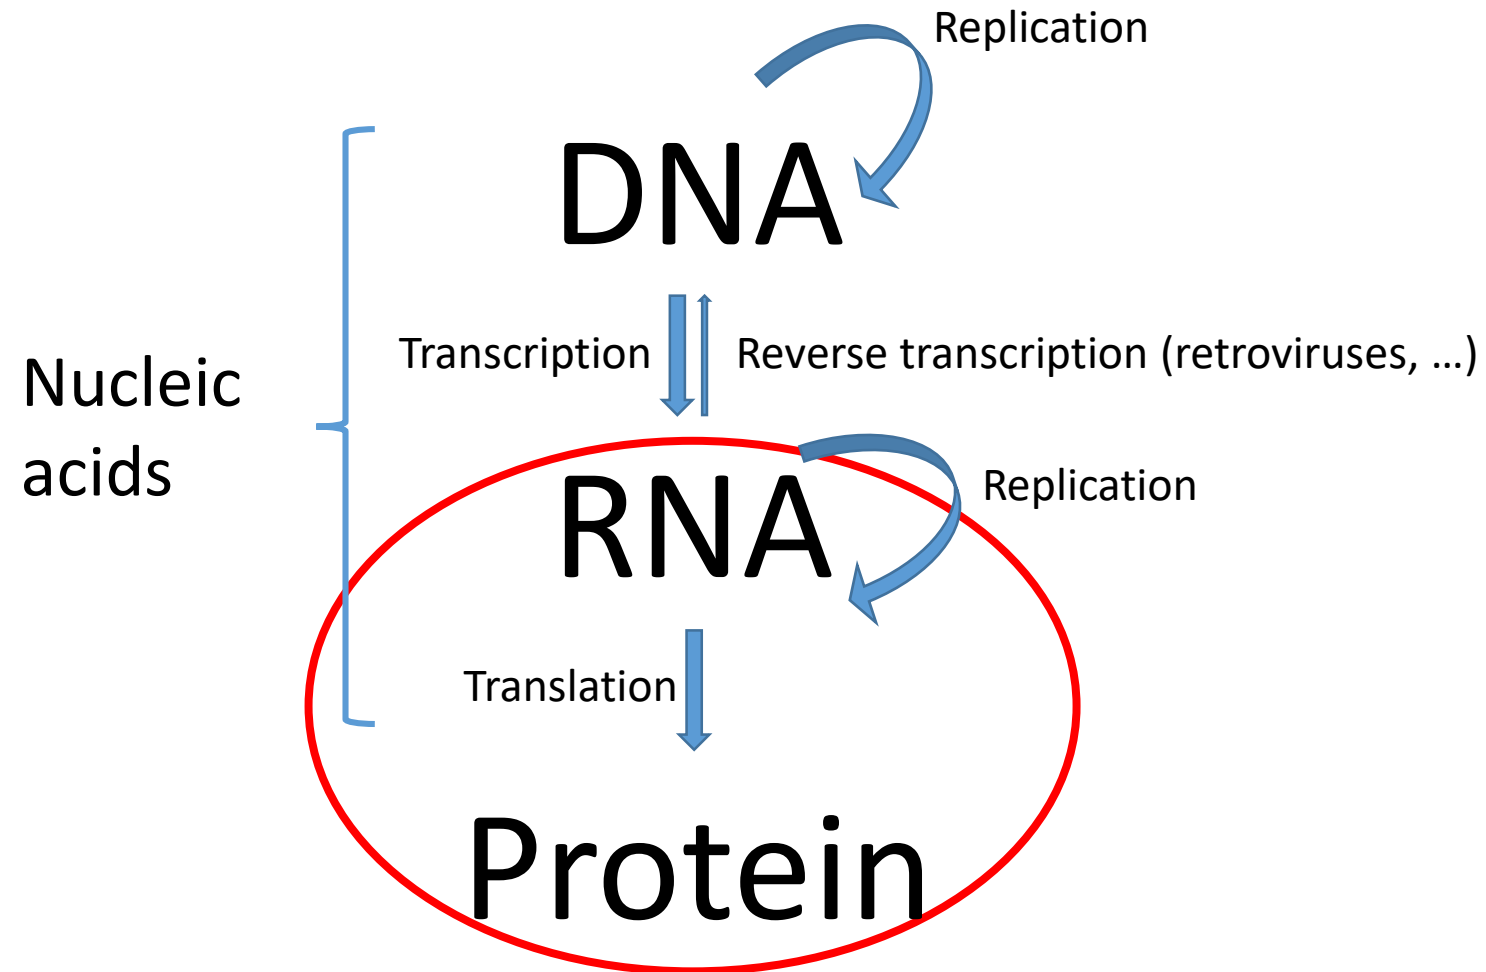 Replication
DNA
Transcription
Reverse transcription (retroviruses, …)
Nucleic
acids
RNA
Replication
Translation
Protein